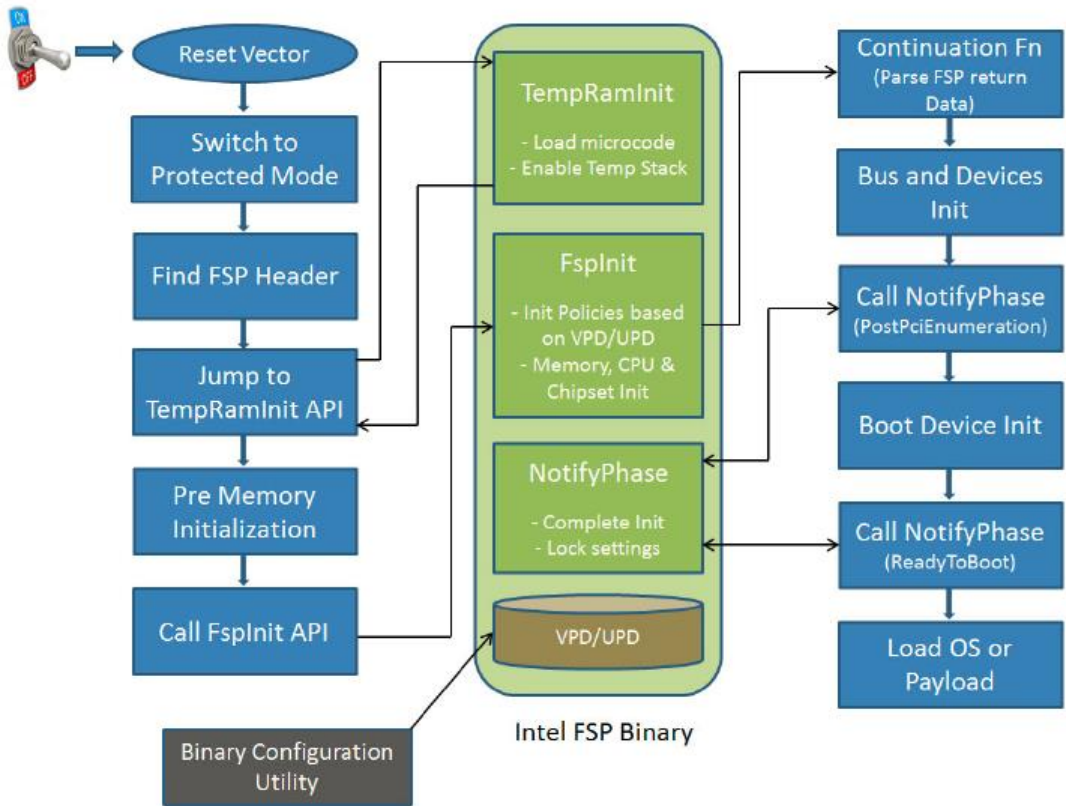 On
OFF
Reset Vector
Switch to
Protected Mode
Find FSP Header
Jump to
TempRamInit API
Pre Memory
Initialization
Call FspInit API
Binary Configuration
Utility
TempRamInit
- Load microcode
- Enable Temp Stack
FspInit
- Init Policies based
on VPD/UPD
- Memory, CPU &
Chipset Init
NotifyPhase
- Complete Init
- Lock settings
VPD/UPD
Intel FSP Binary
Continuation Fn
(Parse FSP return
Data)
Bus and Devices
Init
Call NotifyPhase
(PostPciEnumeration)
Boot Device Init
Call NotifyPhase
(ReadyToBoot)
Load OS or
Payload